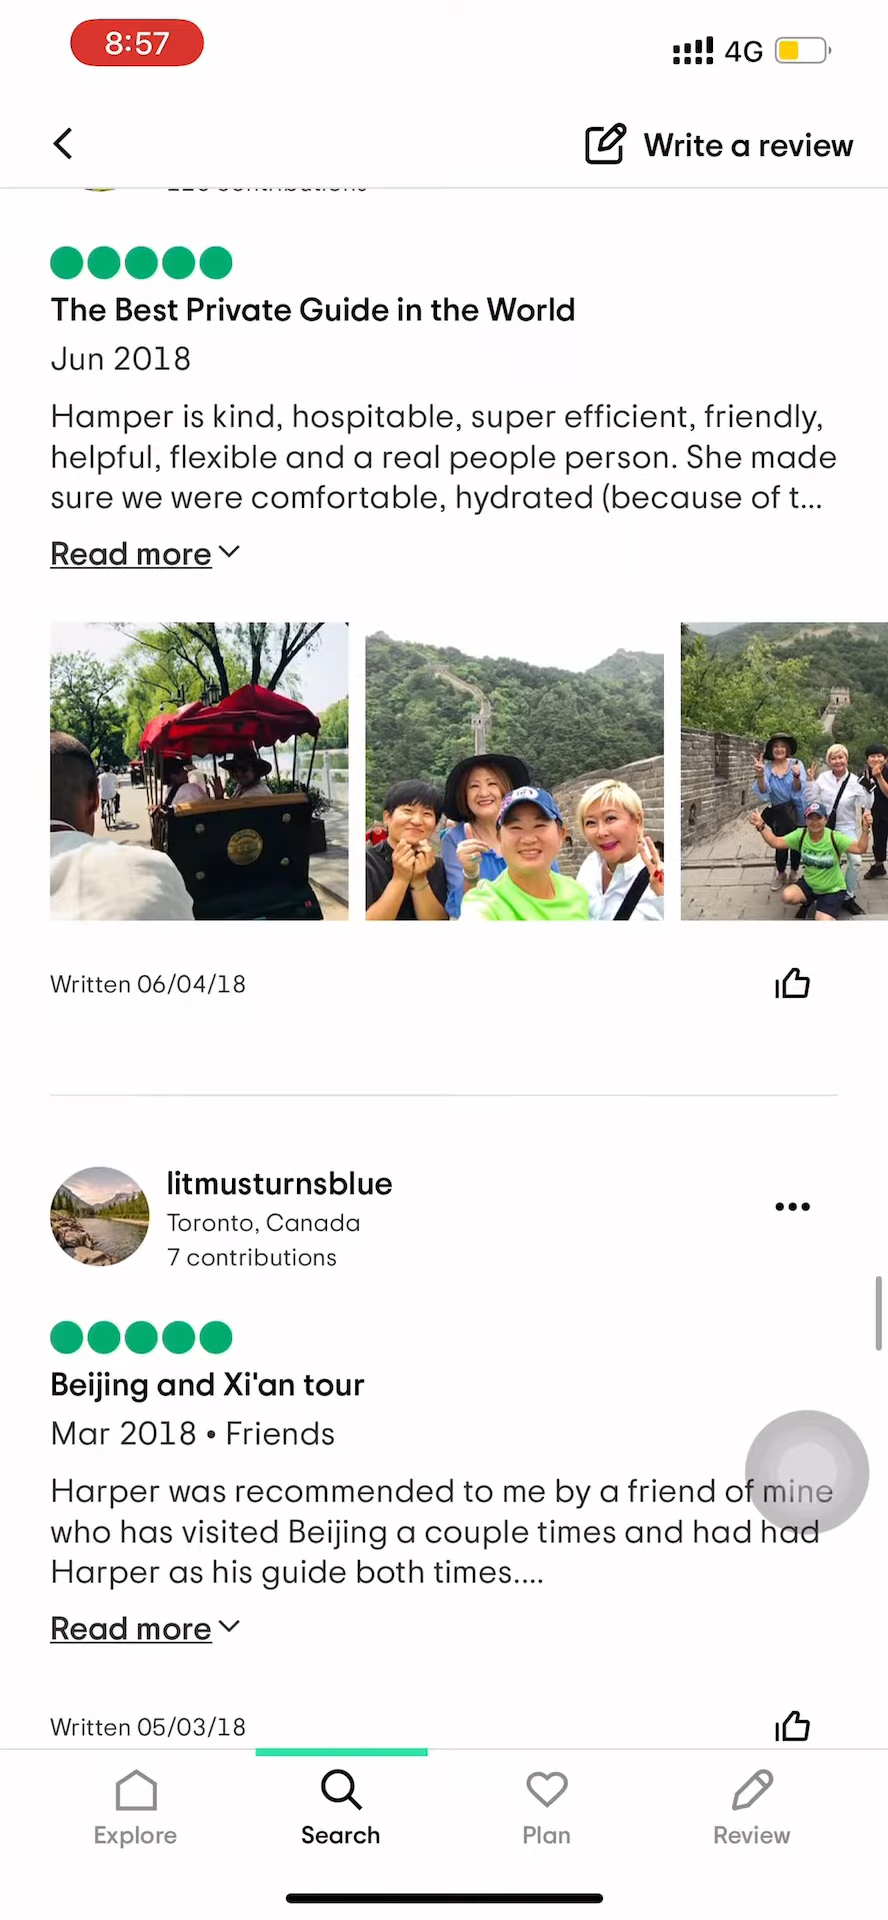 8:57
4G
Write a review
The Best Private Guide in the World
Jun 2018
Hamper is kind, hospitable, super efficient, friendly,
helpful, flexible and a real people person. She made
sure we were comfortable, hydrated (because of t...
Read more
Written 06/04/18
litmusturnsblue
Toronto, Canada
7 contributions
Beijing and Xi'an tour
Mar 2018 • Friends
Harper was recommended to me by a friend of mine
who has visited Beijing a couple times and had had
Harper as his guide both times....
Read more
Written 05/03/18
Explore
Search
Plan
Review